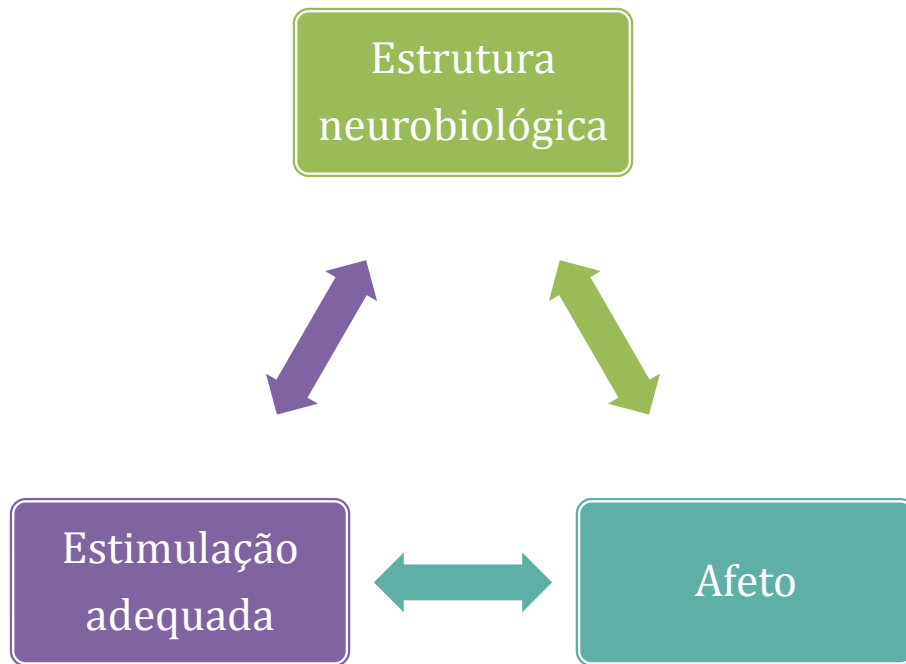 Estrutura
neurobiológica
Estimulação
adequada
Afeto